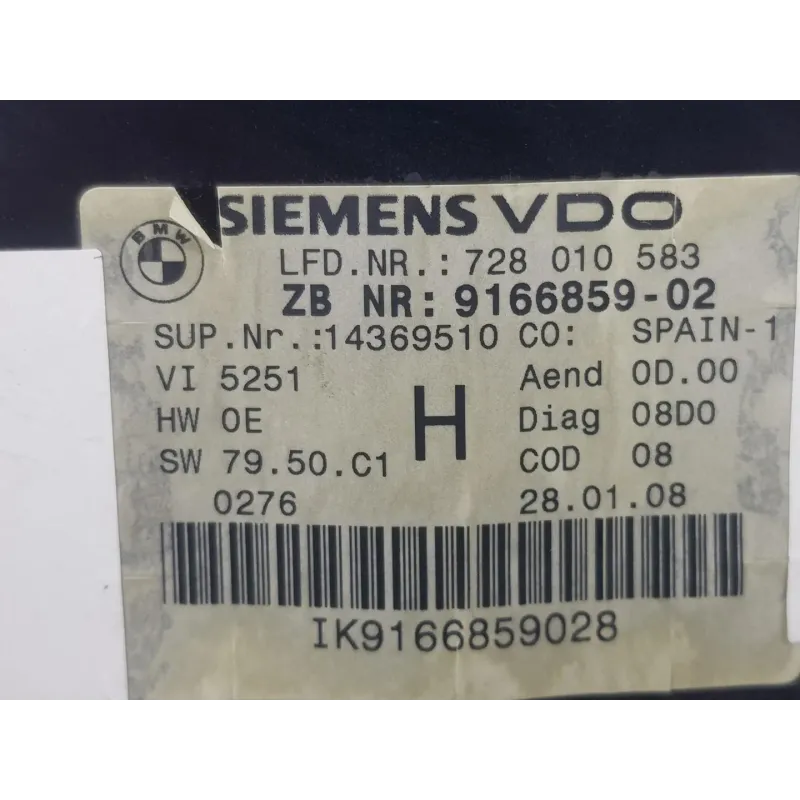 SIEMENS VDO
BMW
LFD.NR.: 728 010 583
ZB NR: 9166859-02
SUP.Nr.:14369510 CO: SPAIN-1
VI 5251 Aend 0D.00
HW 0E H Diag 08D0
SW 79.50.C1 COD 08
0276 28.01.08
IK9166859028